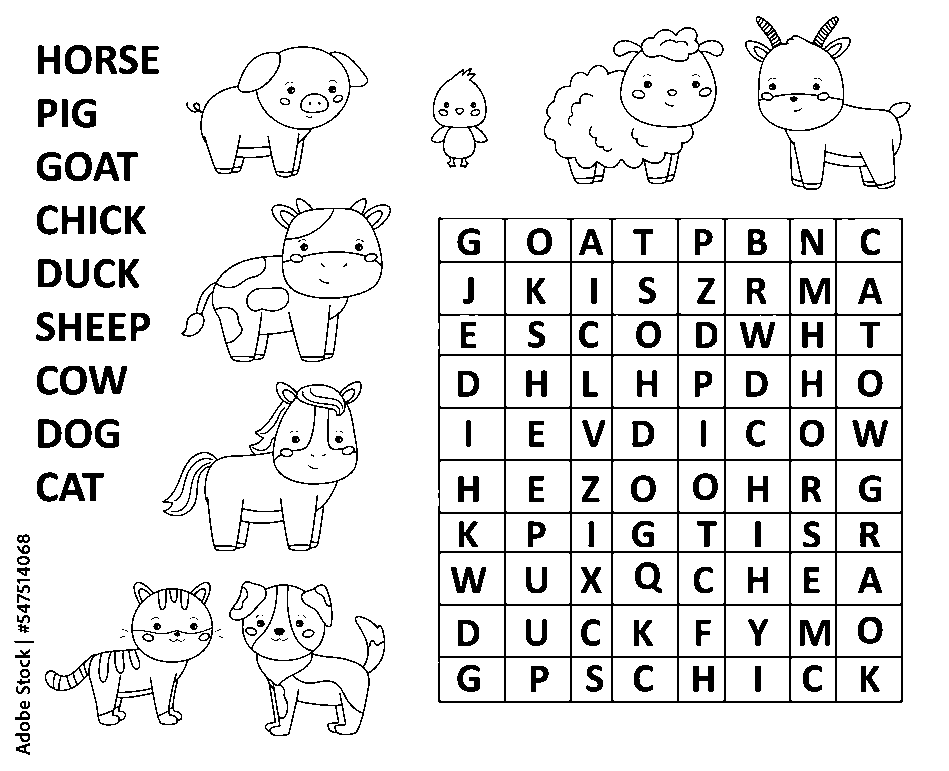 HORSE
PIG
GOAT
CHICK
DUCK
SHEEP
COW
DOG
CAT
G O A T P B N C
J K I S Z R M A
E S C O D W H T
D H L H P D H O
I E V D I C O W
H E Z O O H R G
K P I G T I S R
W U X Q C H E A
D U C K F Y M O
G P S C H I C K
Adobe Stock | #547514068